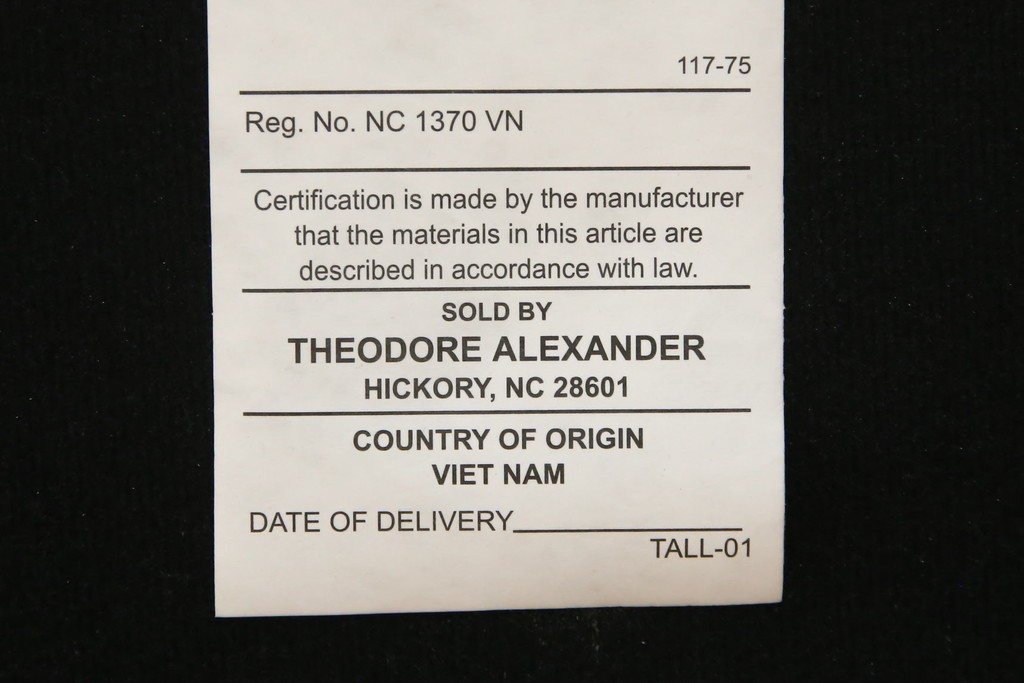 117-75
Reg. No. NC 1370 VN
Certification is made by the manufacturer
that the materials in this article are
described in accordance with law.
SOLD BY
THEODORE ALEXANDER
HICKORY, NC 28601
COUNTRY OF ORIGIN
VIET NAM
DATE OF DELIVERY
TALL-01